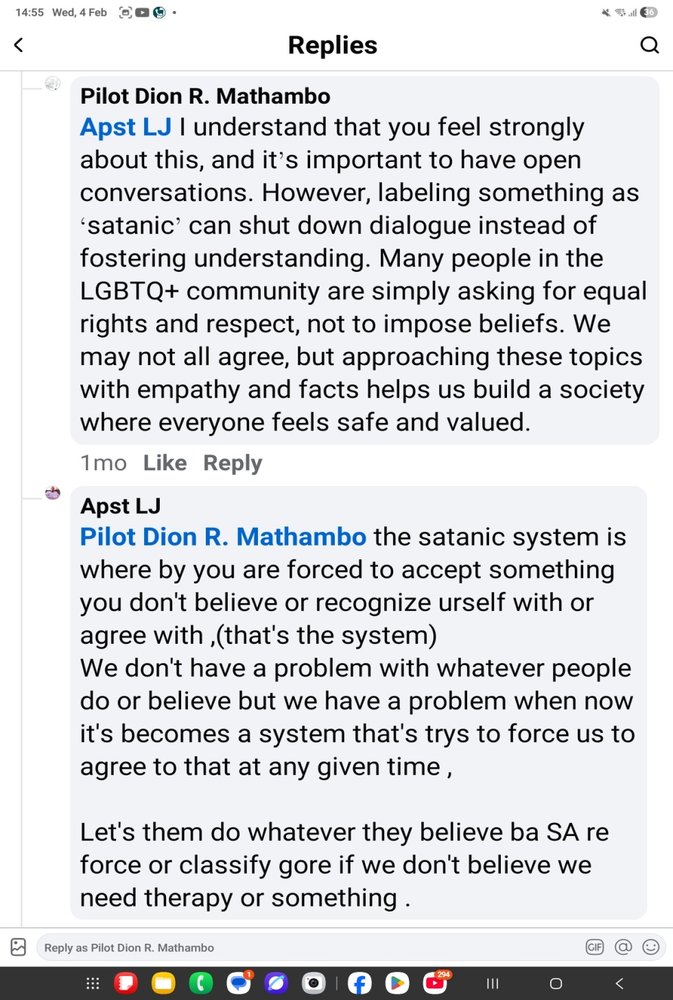 14:55 Wed, 4 Feb
36
Replies
Pilot Dion R. Mathambo
Apst LJ I understand that you feel strongly
about this, and it’s important to have open
conversations. However, labeling something as
‘satanic’ can shut down dialogue instead of
fostering understanding. Many people in the
LGBTQ+ community are simply asking for equal
rights and respect, not to impose beliefs. We
may not all agree, but approaching these topics
with empathy and facts helps us build a society
where everyone feels safe and valued.
1mo Like Reply
Apst LJ
Pilot Dion R. Mathambo the satanic system is
where by you are forced to accept something
you don't believe or recognize urself with or
agree with ,(that's the system)
We don't have a problem with whatever people
do or believe but we have a problem when now
it's becomes a system that's trys to force us to
agree to that at any given time ,
Let's them do whatever they believe ba SA re
force or classify gore if we don't believe we
need therapy or something .
Reply as Pilot Dion R. Mathambo
GIF
1
294